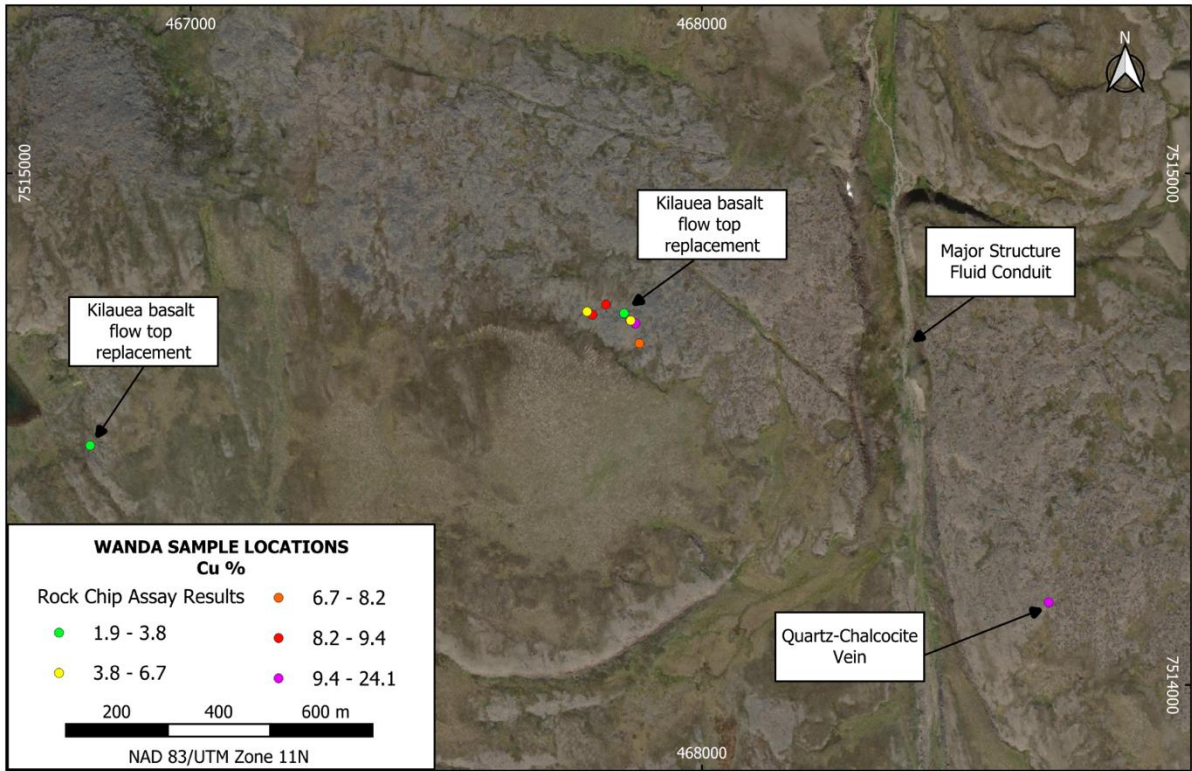 467000
468000
N
7515000
7515000
Kilauea basalt
flow top
replacement
Major Structure
Fluid Conduit
Kilauea basalt
flow top
replacement
WANDA SAMPLE LOCATIONS
Cu %
Rock Chip Assay Results
1.9 - 3.8
3.8 - 6.7
6.7 - 8.2
8.2 - 9.4
9.4 - 24.1
200 400 600 m
NAD 83/UTM Zone 11N
Quartz-Chalcocite
Vein
7514000
468000